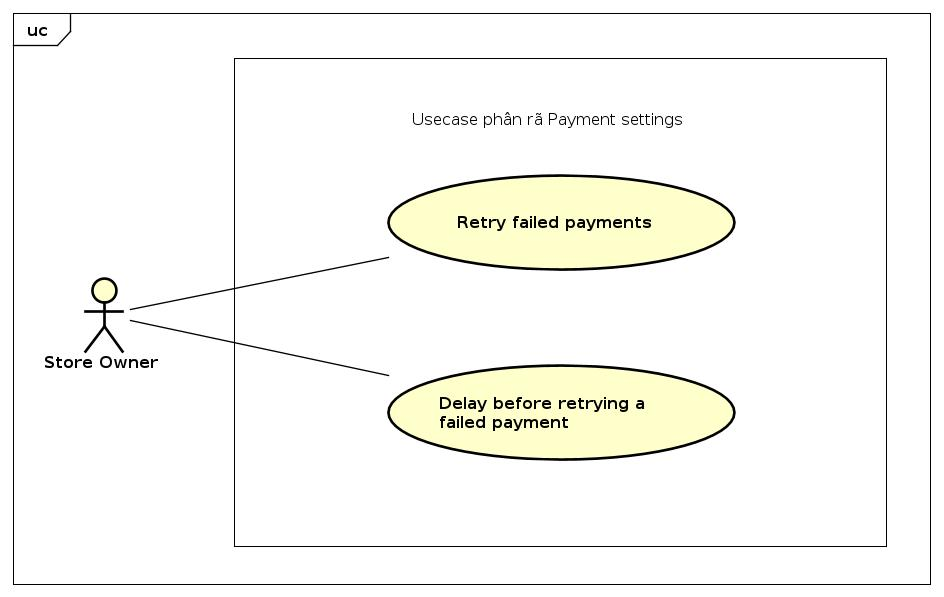 uc
Usecase phân rã Payment settings
Retry failed payments
Store Owner
Delay before retrying a
failed payment